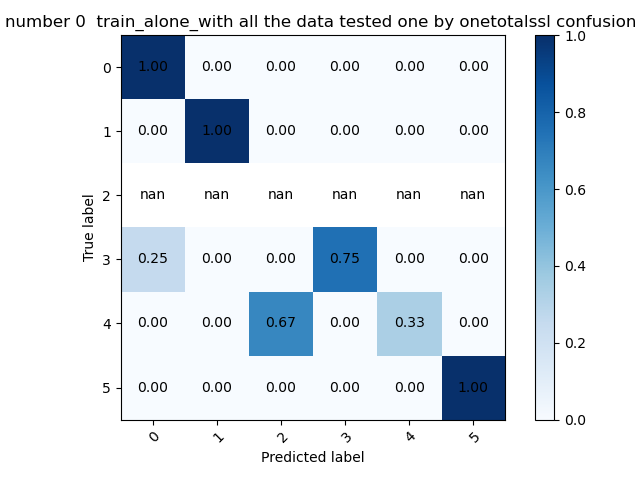 number 0  train_alone_with all the data tested one by onetotalssl confusion
0 1.00 0.00 0.00 0.00 0.00 0.00
1 0.00 1.00 0.00 0.00 0.00 0.00
2 nan nan nan nan nan nan
3 0.25 0.00 0.00 0.75 0.00 0.00
4 0.00 0.00 0.67 0.00 0.33 0.00
5 0.00 0.00 0.00 0.00 0.00 1.00
0 1 2 3 4 5
True label
Predicted label
1.0
0.8
0.6
0.4
0.2
0.0